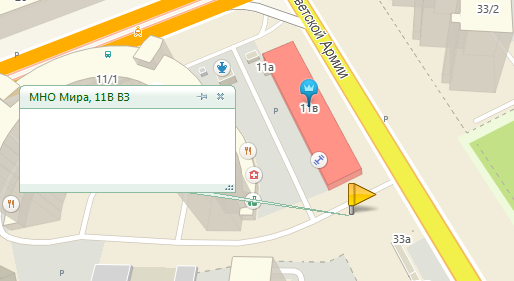 33/2
ветской Армии
11/1
11а
P
МНО Мира, 11В ВЗ
P
11в
P
P
33а
P